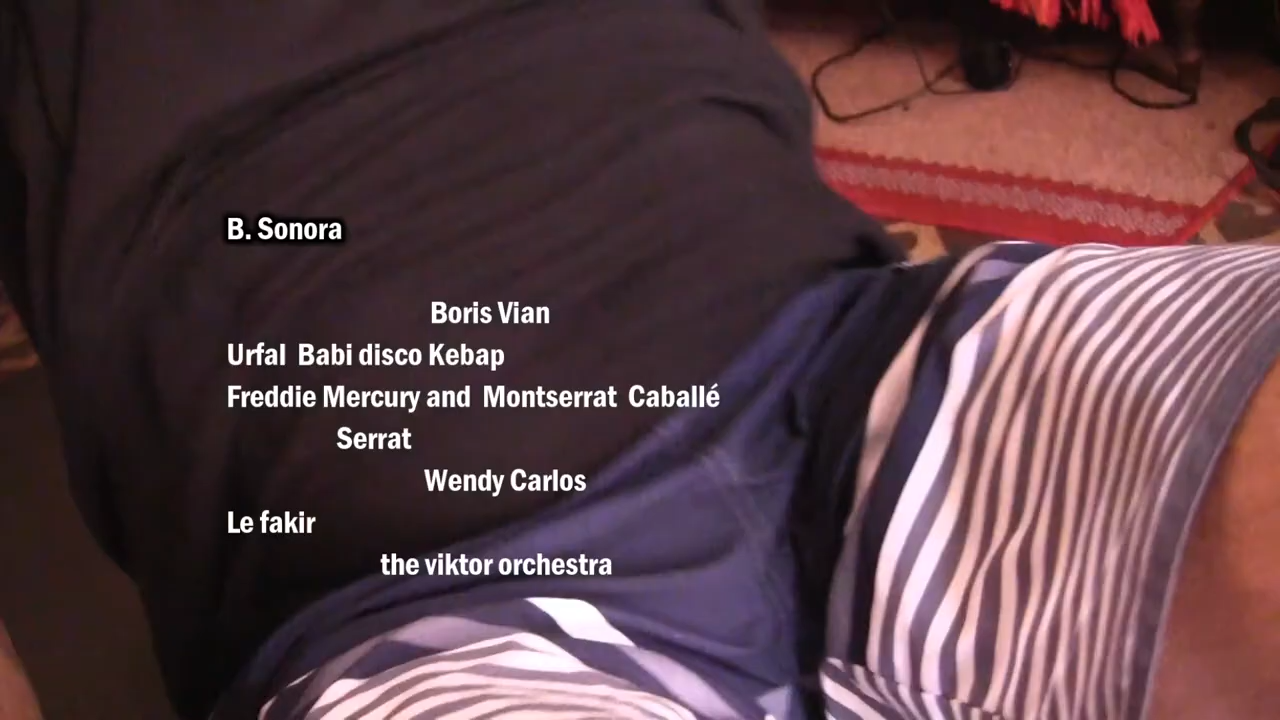 B. Sonora
Boris Vian
Urfal Babi disco Kebap
Freddie Mercury and Montserrat Caballé
Serrat
Wendy Carlos
Le fakir
the viktor orchestra